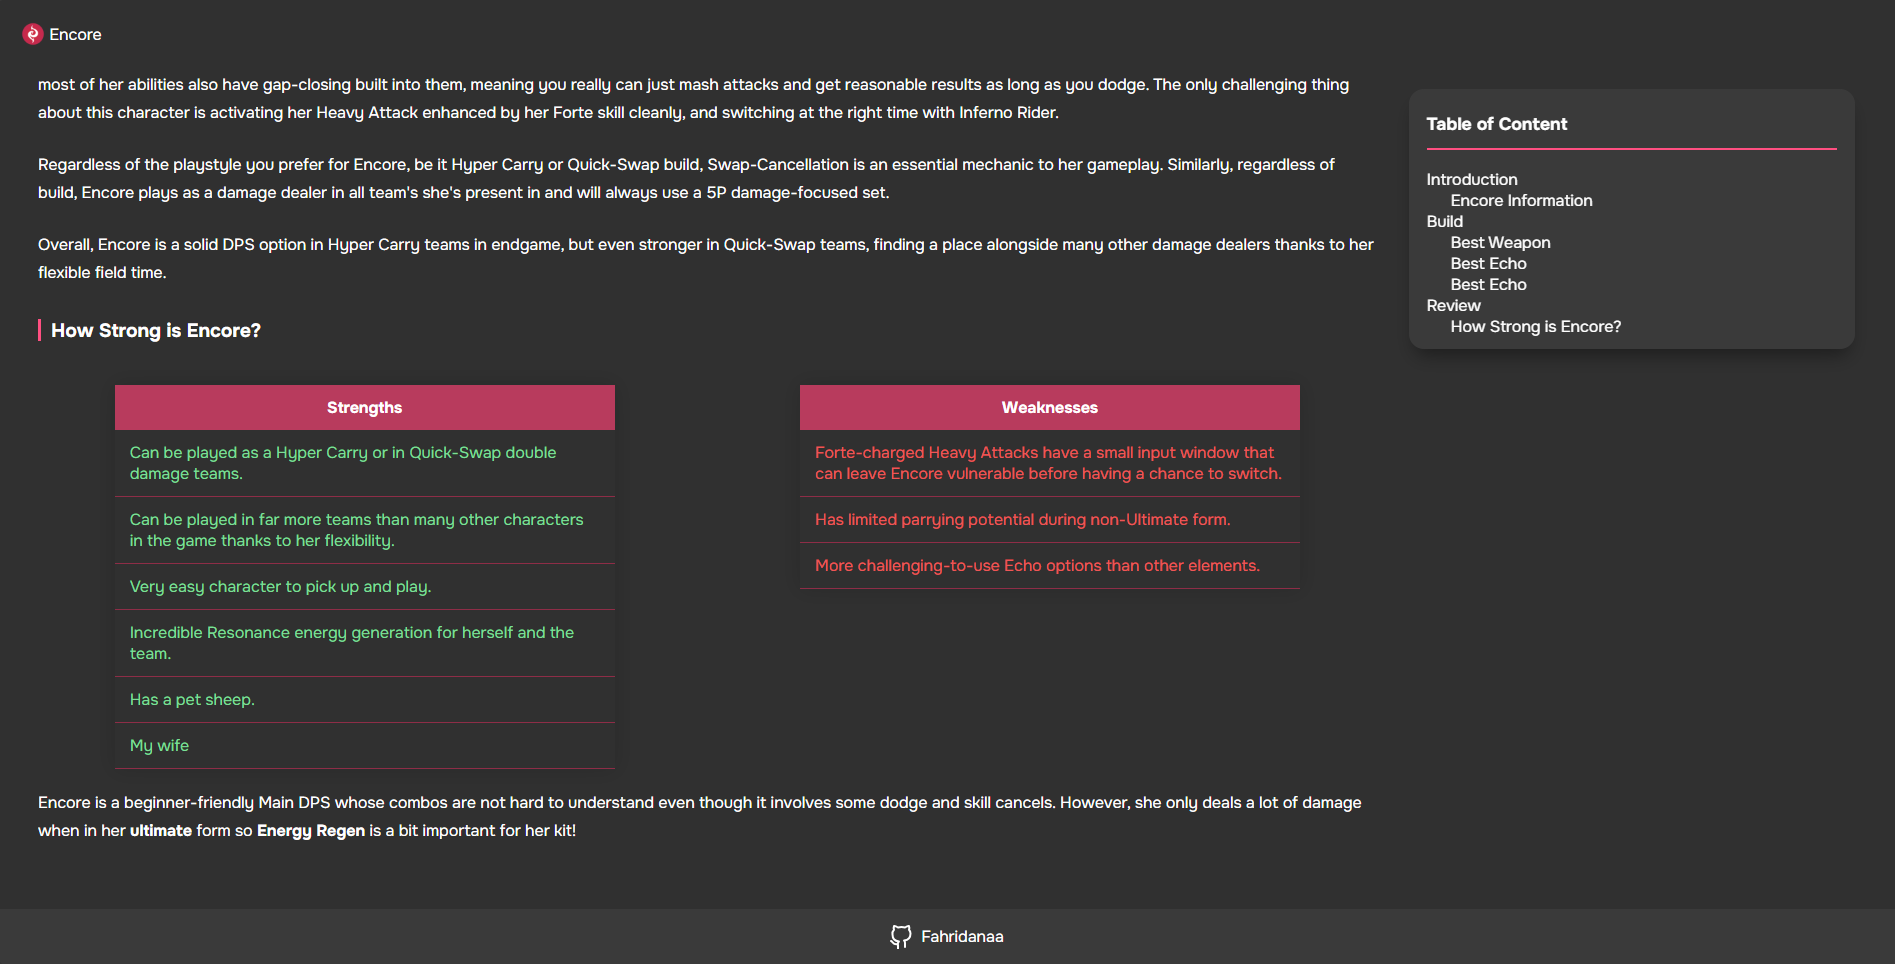 Encore
most of her abilities also have gap-closing built into them, meaning you really can just mash attacks and get reasonable results as long as you dodge. The only challenging thing
about this character is activating her Heavy Attack enhanced by her Forte skill cleanly, and switching at the right time with Inferno Rider.
Regardless of the playstyle you prefer for Encore, be it Hyper Carry or Quick-Swap build, Swap-Cancellation is an essential mechanic to her gameplay. Similarly, regardless of
build, Encore plays as a damage dealer in all team's she's present in and will always use a 5P damage-focused set.
Overall, Encore is a solid DPS option in Hyper Carry teams in endgame, but even stronger in Quick-Swap teams, finding a place alongside many other damage dealers thanks to her
flexible field time.
How Strong is Encore?
Strengths
Can be played as a Hyper Carry or in Quick-Swap double
damage teams.
Can be played in far more teams than many other characters
in the game thanks to her flexibility.
Very easy character to pick up and play.
Incredible Resonance energy generation for herself and the
team.
Has a pet sheep.
My wife
Weaknesses
Forte-charged Heavy Attacks have a small input window that
can leave Encore vulnerable before having a chance to switch.
Has limited parrying potential during non-Ultimate form.
More challenging-to-use Echo options than other elements.
Encore is a beginner-friendly Main DPS whose combos are not hard to understand even though it involves some dodge and skill cancels. However, she only deals a lot of damage
when in her ultimate form so Energy Regen is a bit important for her kit!
Table of Content
Introduction
Encore Information
Build
Best Weapon
Best Echo
Best Echo
Review
How Strong is Encore?
Fahridanaa